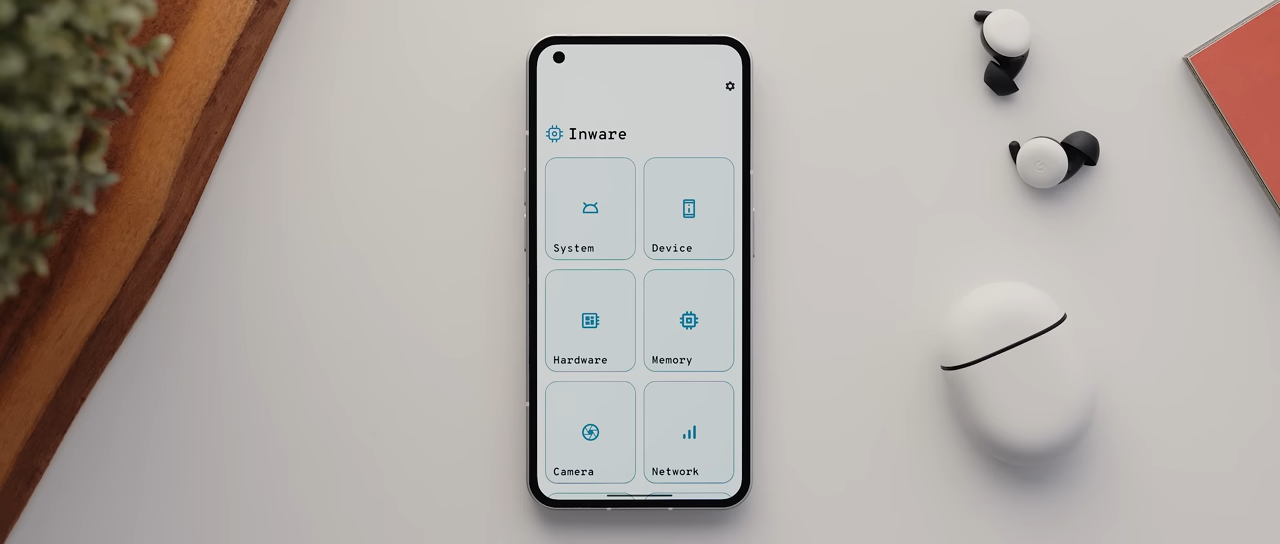 Inware
System
Device
Hardware
Memory
Camera
Network